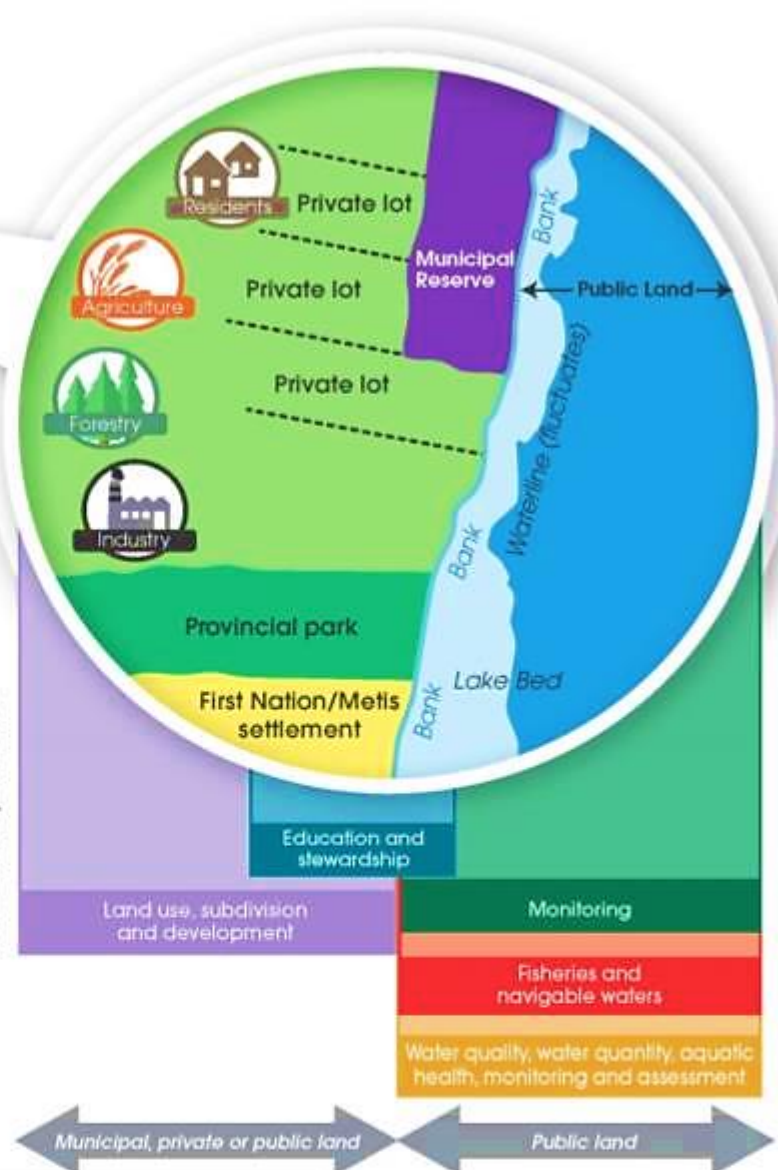 Residents
Private lot
Bank
Municipal
Reserve
Public Land
Agriculture
Private lot
Private lot
Forestry
Waterline (fluctuates)
Industry
Bank
Provincial park
Lake Bed
First Nation/Metis
settlement
Bank
Education and
stewardship
Land use, subdivision
and development
Monitoring
Fisheries and
navigable waters
Water quality, water quantity, aquatic
health, monitoring and assessment
Municipal, private or public land
Public land